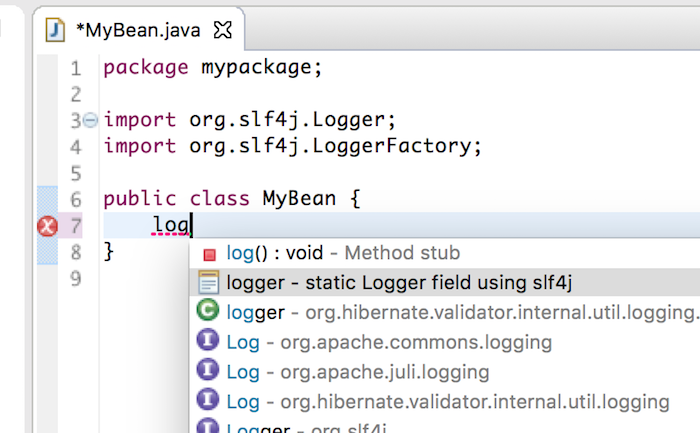 *MyBean.java
1 package mypackage;
2
3 import org.slf4j.Logger;
4 import org.slf4j.LoggerFactory;
5
6 public class MyBean {
7 log
8 }
9
log() : void - Method stub
logger - static Logger field using slf4j
logger - org.hibernate.validator.internal.util.logging.
Log - org.apache.commons.logging
Log - org.apache.juli.logging
Log - org.hibernate.validator.internal.util.logging
Logger - org.slf4j